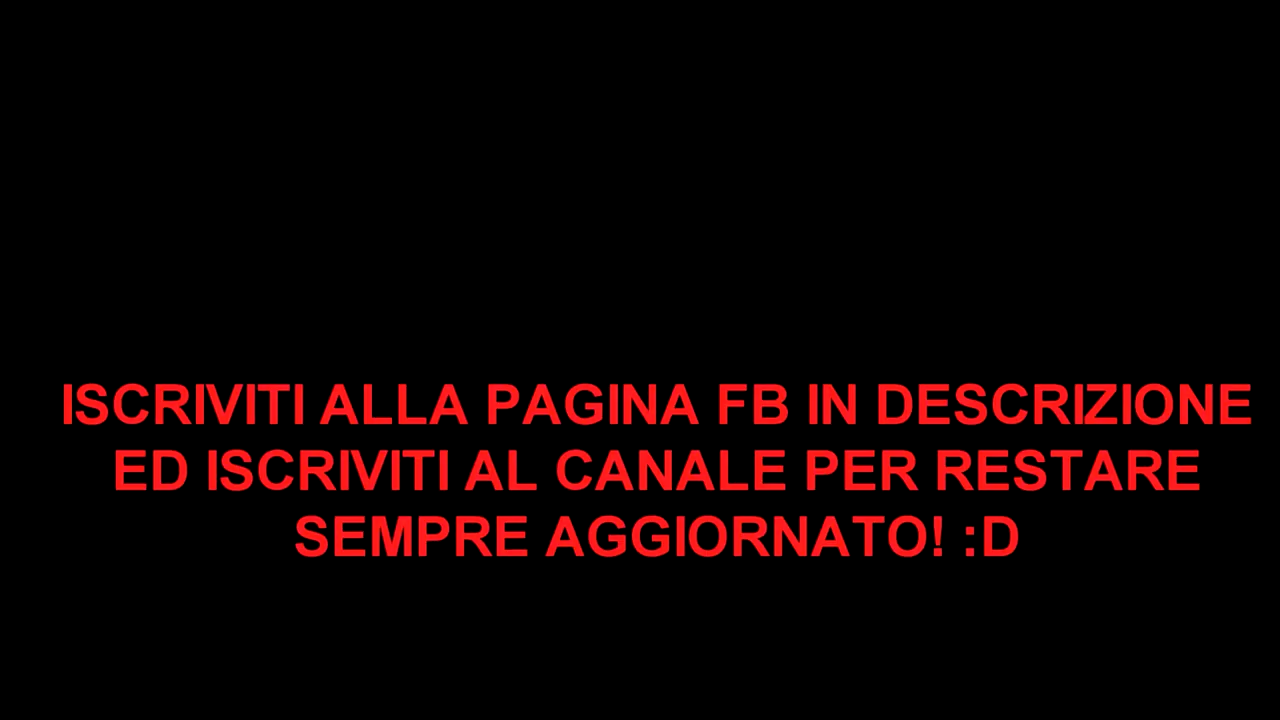 ISCRIVITI ALLA PAGINA FB IN DESCRIZIONE
ED ISCRIVITI AL CANALE PER RESTARE
SEMPRE AGGIORNATO! :D